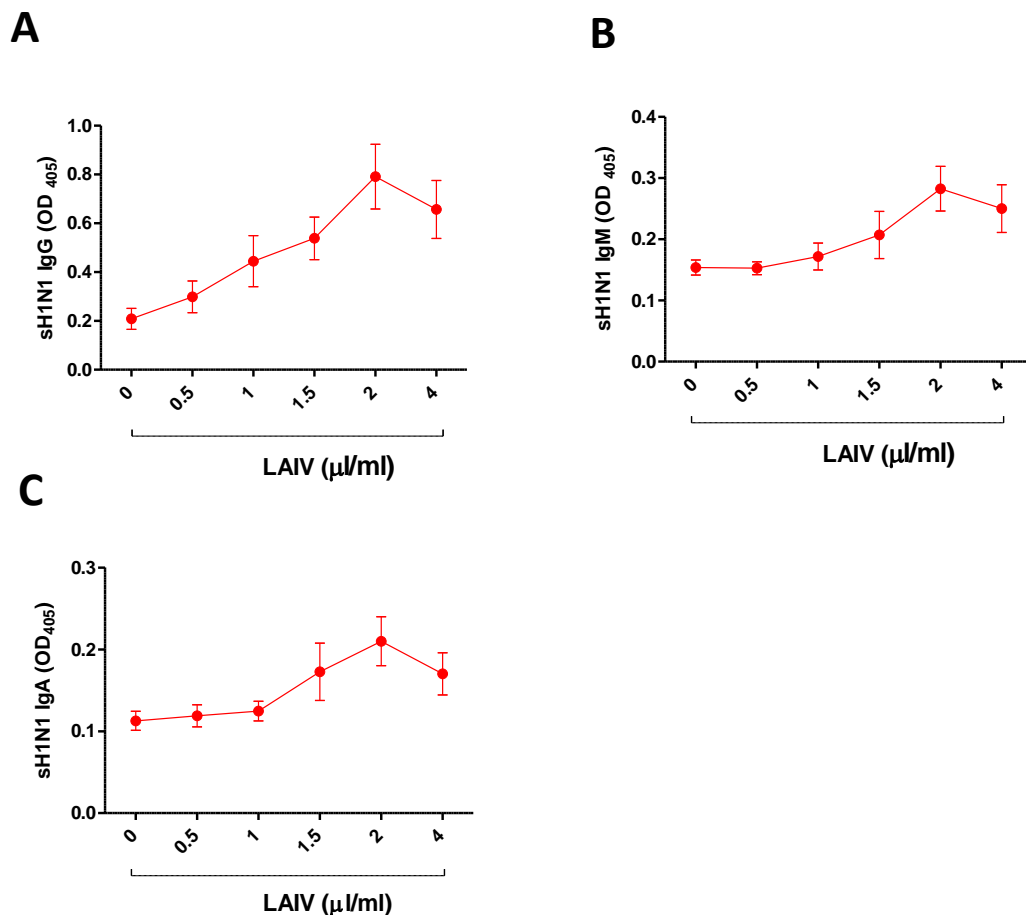 A
sH1N1 IgG (OD 405)
1.0
0.8
0.6
0.4
0.2
0.0
0 0.5 1 1.5 2 4
LAIV (μl/ml)
B
sH1N1 IgM (OD 405)
0.4
0.3
0.2
0.1
0.0
0 0.5 1 1.5 2 4
LAIV (μl/ml)
C
sH1N1 IgA (OD405)
0.3
0.2
0.1
0.0
0 0.5 1 1.5 2 4
LAIV (μl/ml)